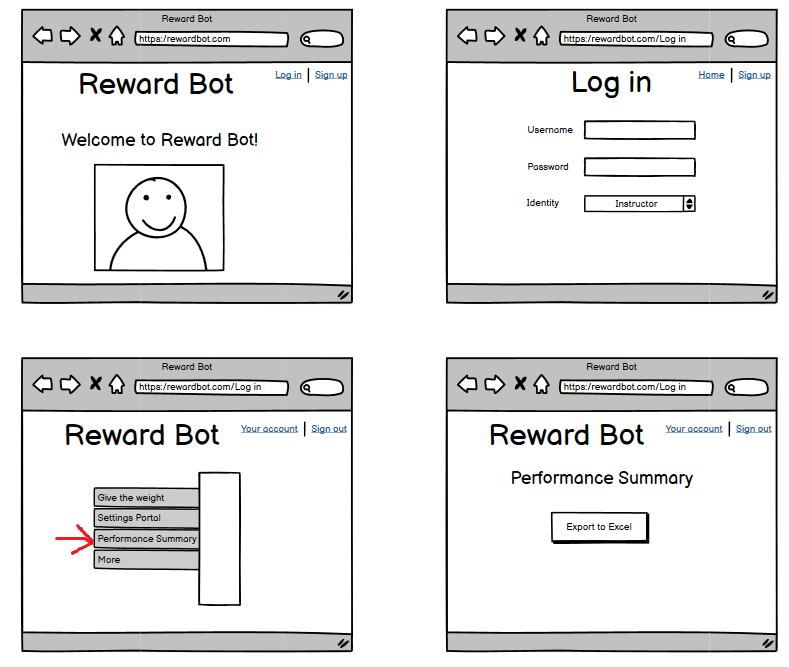 Reward Bot
https:/rewardbot.com
Reward Bot
Log in Sign up
Welcome to Reward Bot!
Reward Bot
https:/rewardbot.com/Log in
Log in
Home Sign up
Username
Password
Identity Instructor
Reward Bot
https:/rewardbot.com/Log in
Reward Bot
Your account Sign out
Give the weight
Settings Portal
Performance Summary
More
Reward Bot
https:/rewardbot.com/Log in
Reward Bot
Your account Sign out
Performance Summary
Export to Excel